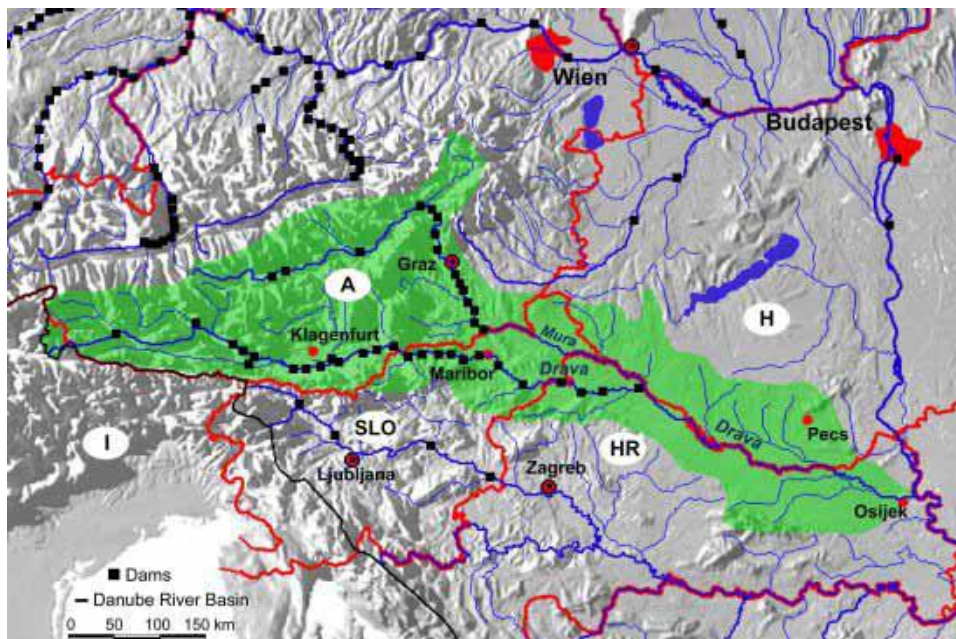 Wien
Budapest
Graz
A
H
Klagenfurt
Mura
Maribor
Drava
SLO
HR
Drava
Pecs
I
Ljubljana
Zagreb
Osijek
Dams
Danube River Basin
0 50 100 150 km